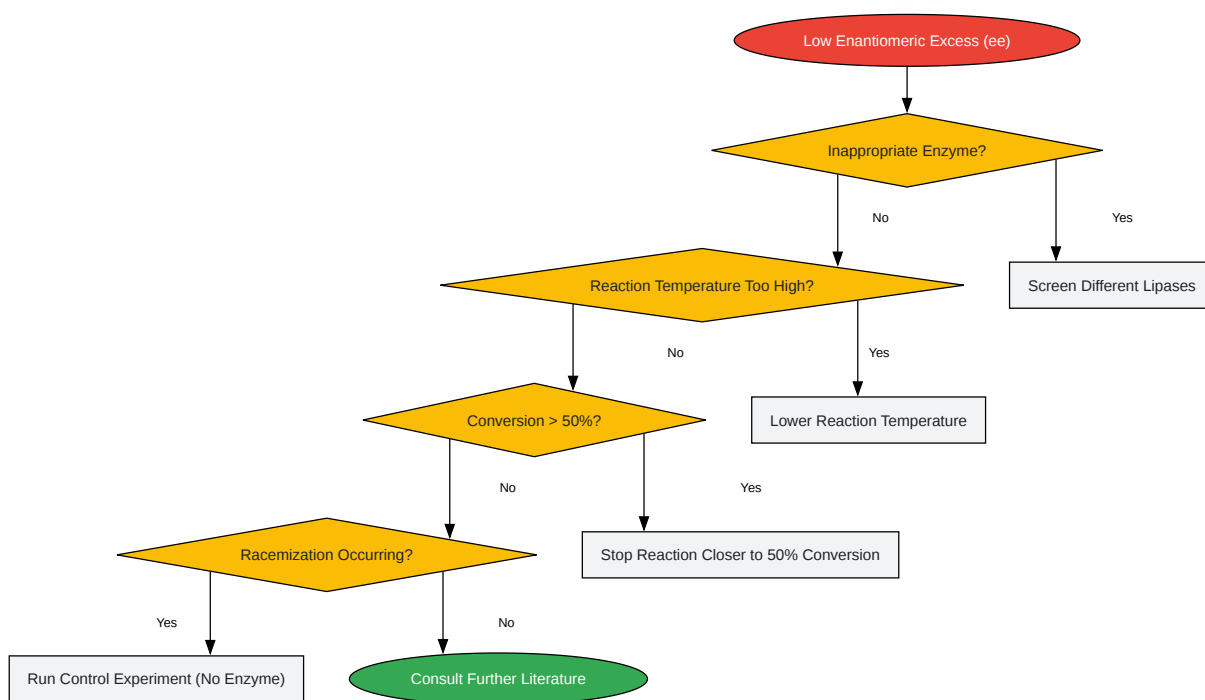 Low Enantiomeric Excess (ee)
Inappropriate Enzyme?
No
Yes
Reaction Temperature Too High?
Screen Different Lipases
No
Yes
Conversion > 50%?
Lower Reaction Temperature
No
Yes
Racemization Occurring?
Stop Reaction Closer to 50% Conversion
Yes
No
Run Control Experiment (No Enzyme)
Consult Further Literature